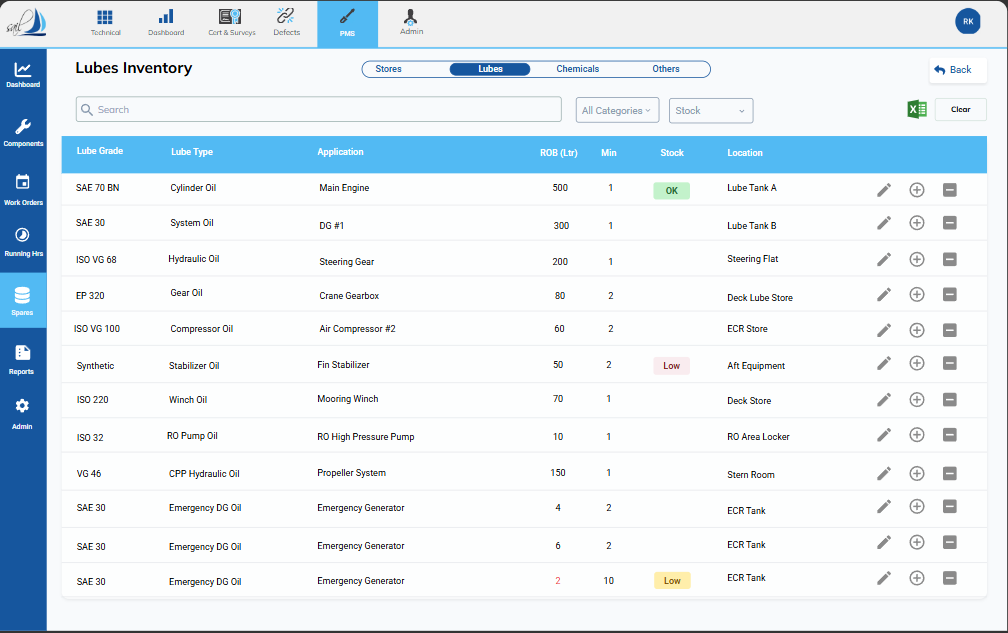 sail
Technical
Dashboard
Cert & Surveys
Defects
PMS
Admin
RK
Dashboard
Components
Work Orders
Running Hrs
Spares
Reports
Admin
Lubes Inventory
Stores Lubes Chemicals Others
Back
Search
All Categories
Stock
Clear
Lube Grade Lube Type Application ROB (Ltr) Min Stock Location
SAE 70 BN Cylinder Oil Main Engine 500 1 OK Lube Tank A
SAE 30 System Oil DG #1 300 1 Lube Tank B
ISO VG 68 Hydraulic Oil Steering Gear 200 1 Steering Flat
EP 320 Gear Oil Crane Gearbox 80 2 Deck Lube Store
ISO VG 100 Compressor Oil Air Compressor #2 60 2 ECR Store
Synthetic Stabilizer Oil Fin Stabilizer 50 2 Low Aft Equipment
ISO 220 Winch Oil Mooring Winch 70 1 Deck Store
ISO 32 RO Pump Oil RO High Pressure Pump 10 1 RO Area Locker
VG 46 CPP Hydraulic Oil Propeller System 150 1 Stern Room
SAE 30 Emergency DG Oil Emergency Generator 4 2 ECR Tank
SAE 30 Emergency DG Oil Emergency Generator 6 2 ECR Tank
SAE 30 Emergency DG Oil Emergency Generator 2 10 Low ECR Tank